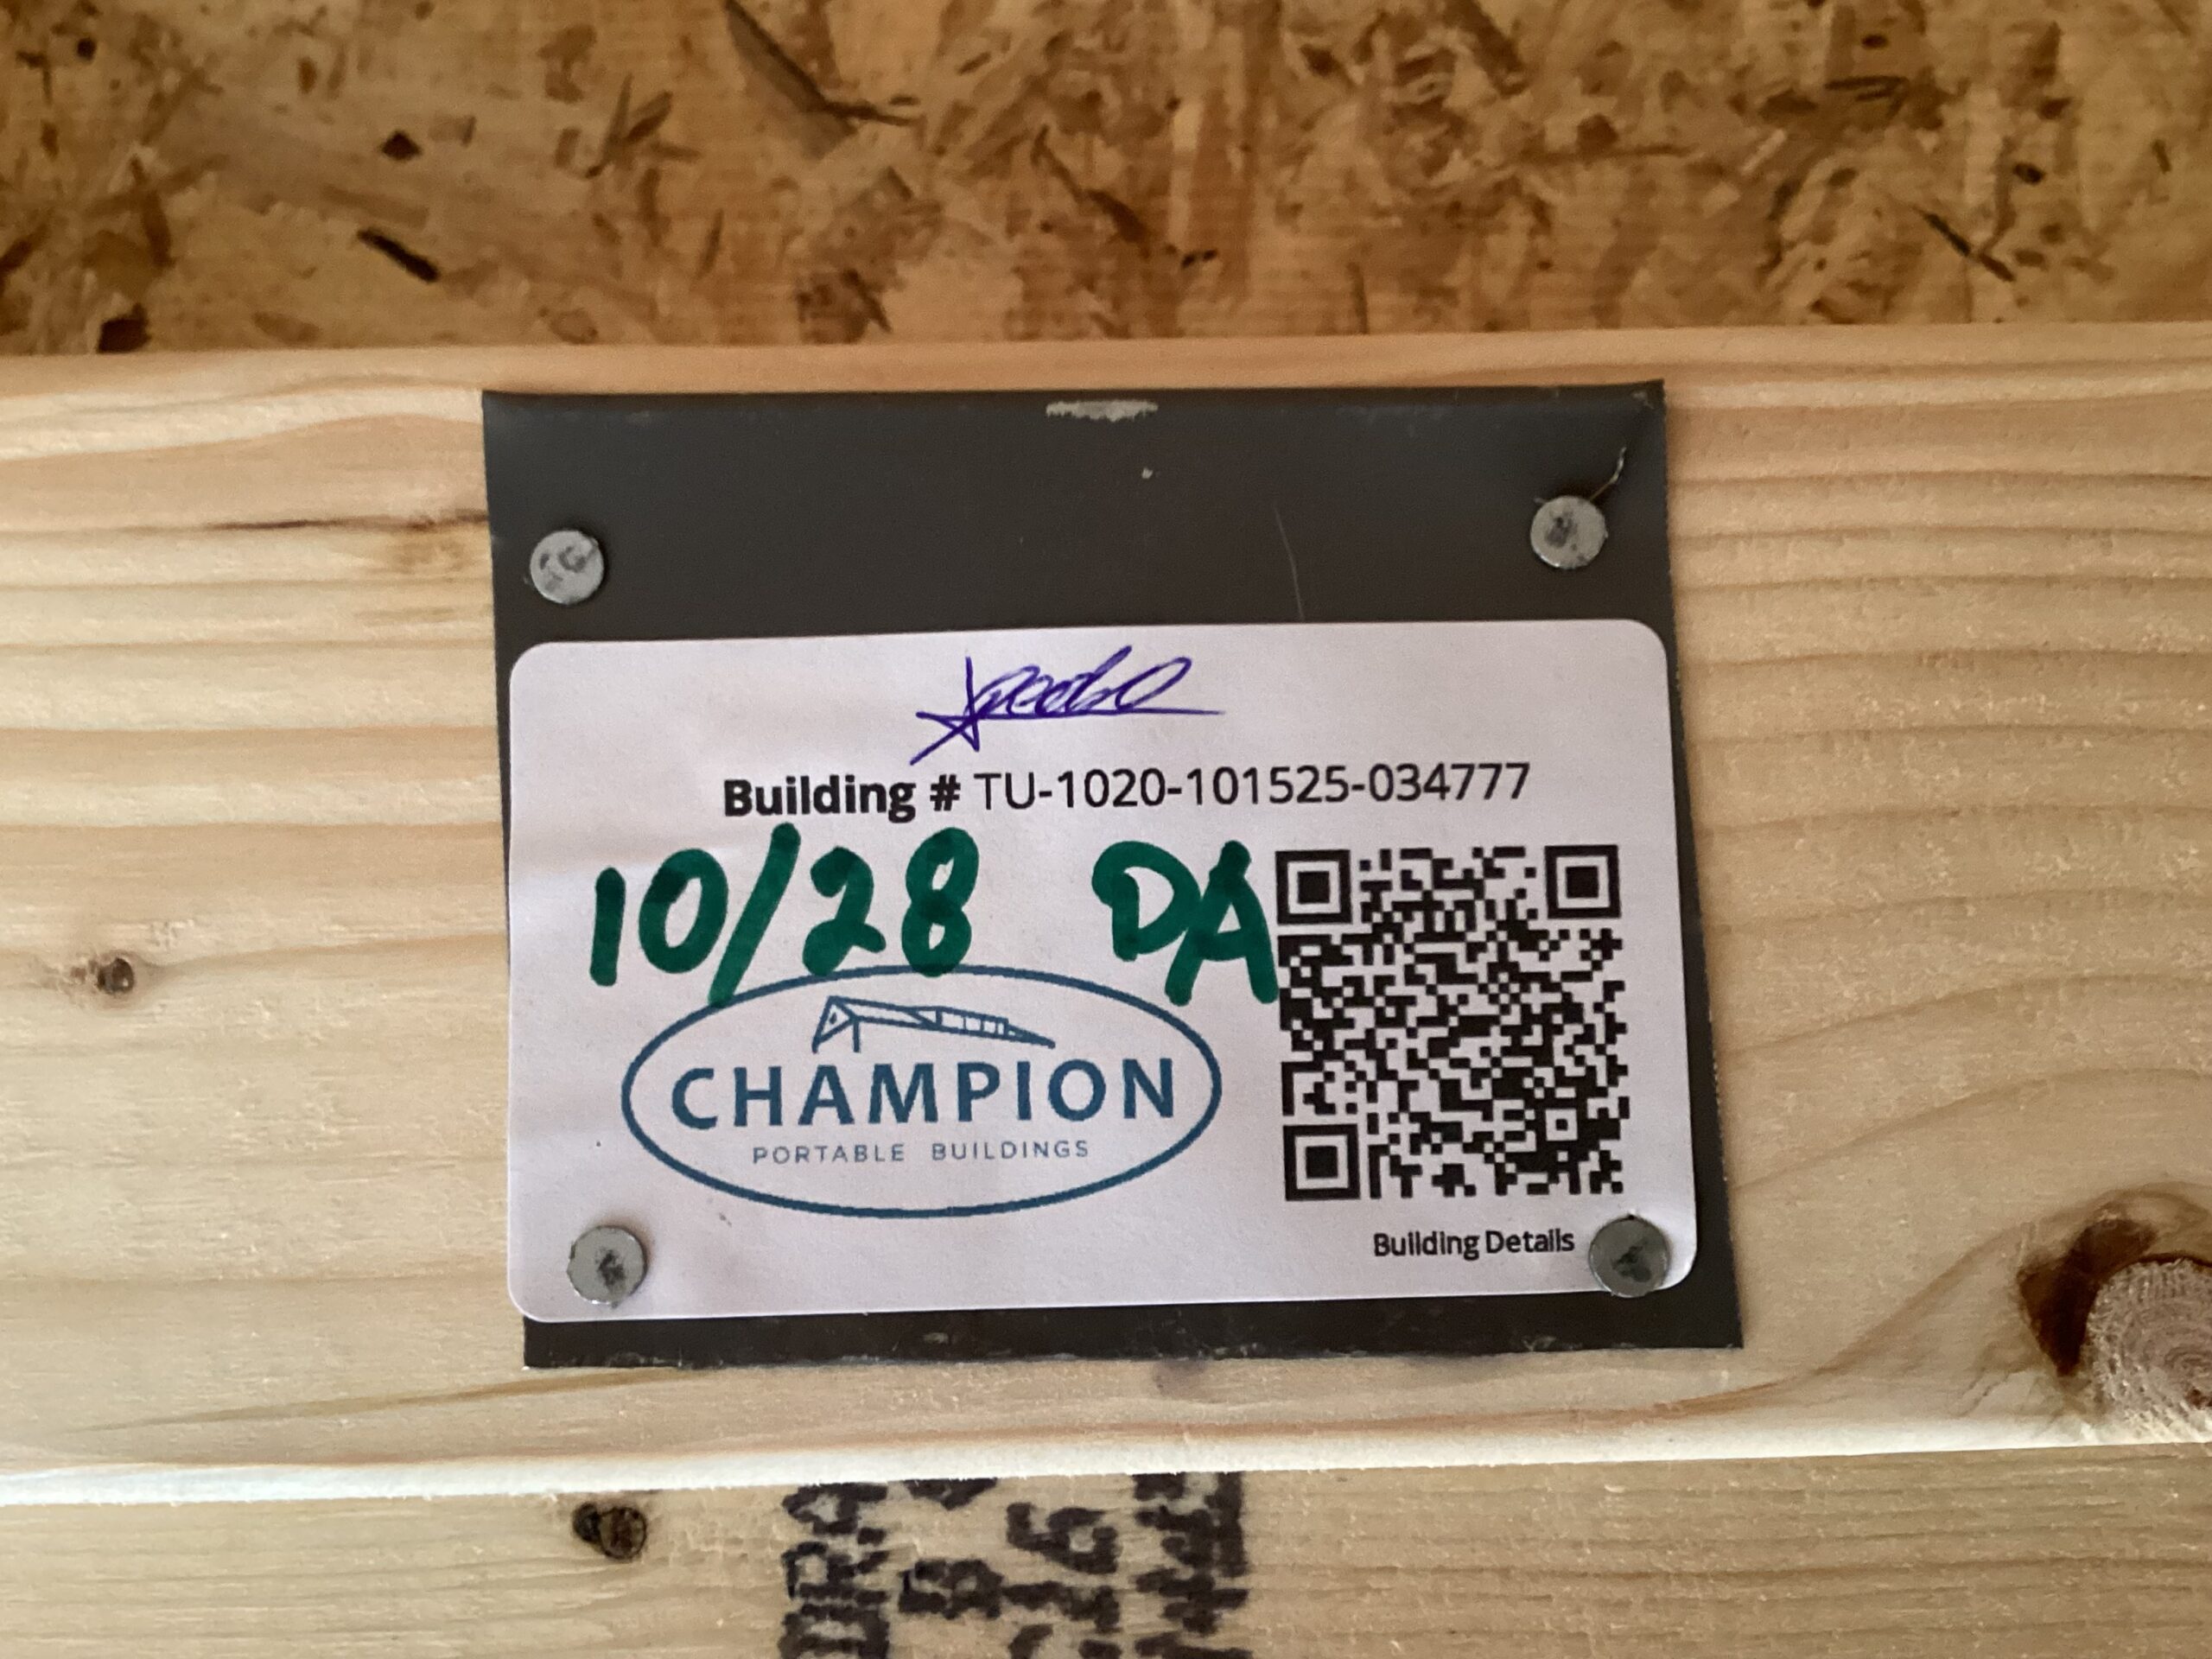 Building # TU-1020-101525-034777
10/28 DA
CHAMPION
PORTABLE BUILDINGS
Building Details